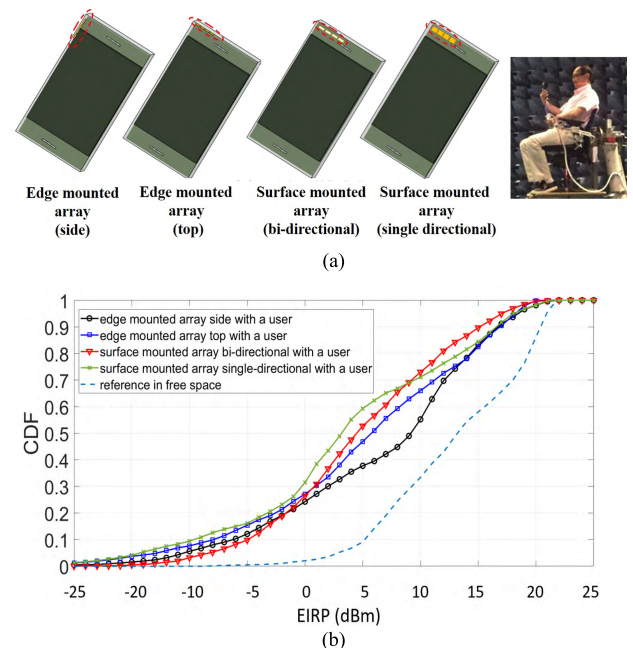 (a)
Edge mounted
array
(side)
Edge mounted
array
(top)
Surface mounted
array
(bi-directional)
Surface mounted
array
(single directional)
(a)
edge mounted array side with a user
edge mounted array top with a user
surface mounted array bi-directional with a user
surface mounted array single-directional with a user
reference in free space
CDF
1
0.9
0.8
0.7
0.6
0.5
0.4
0.3
0.2
0.1
0
-25 -20 -15 -10 -5 0 5 10 15 20 25
EIRP (dBm)
(b)